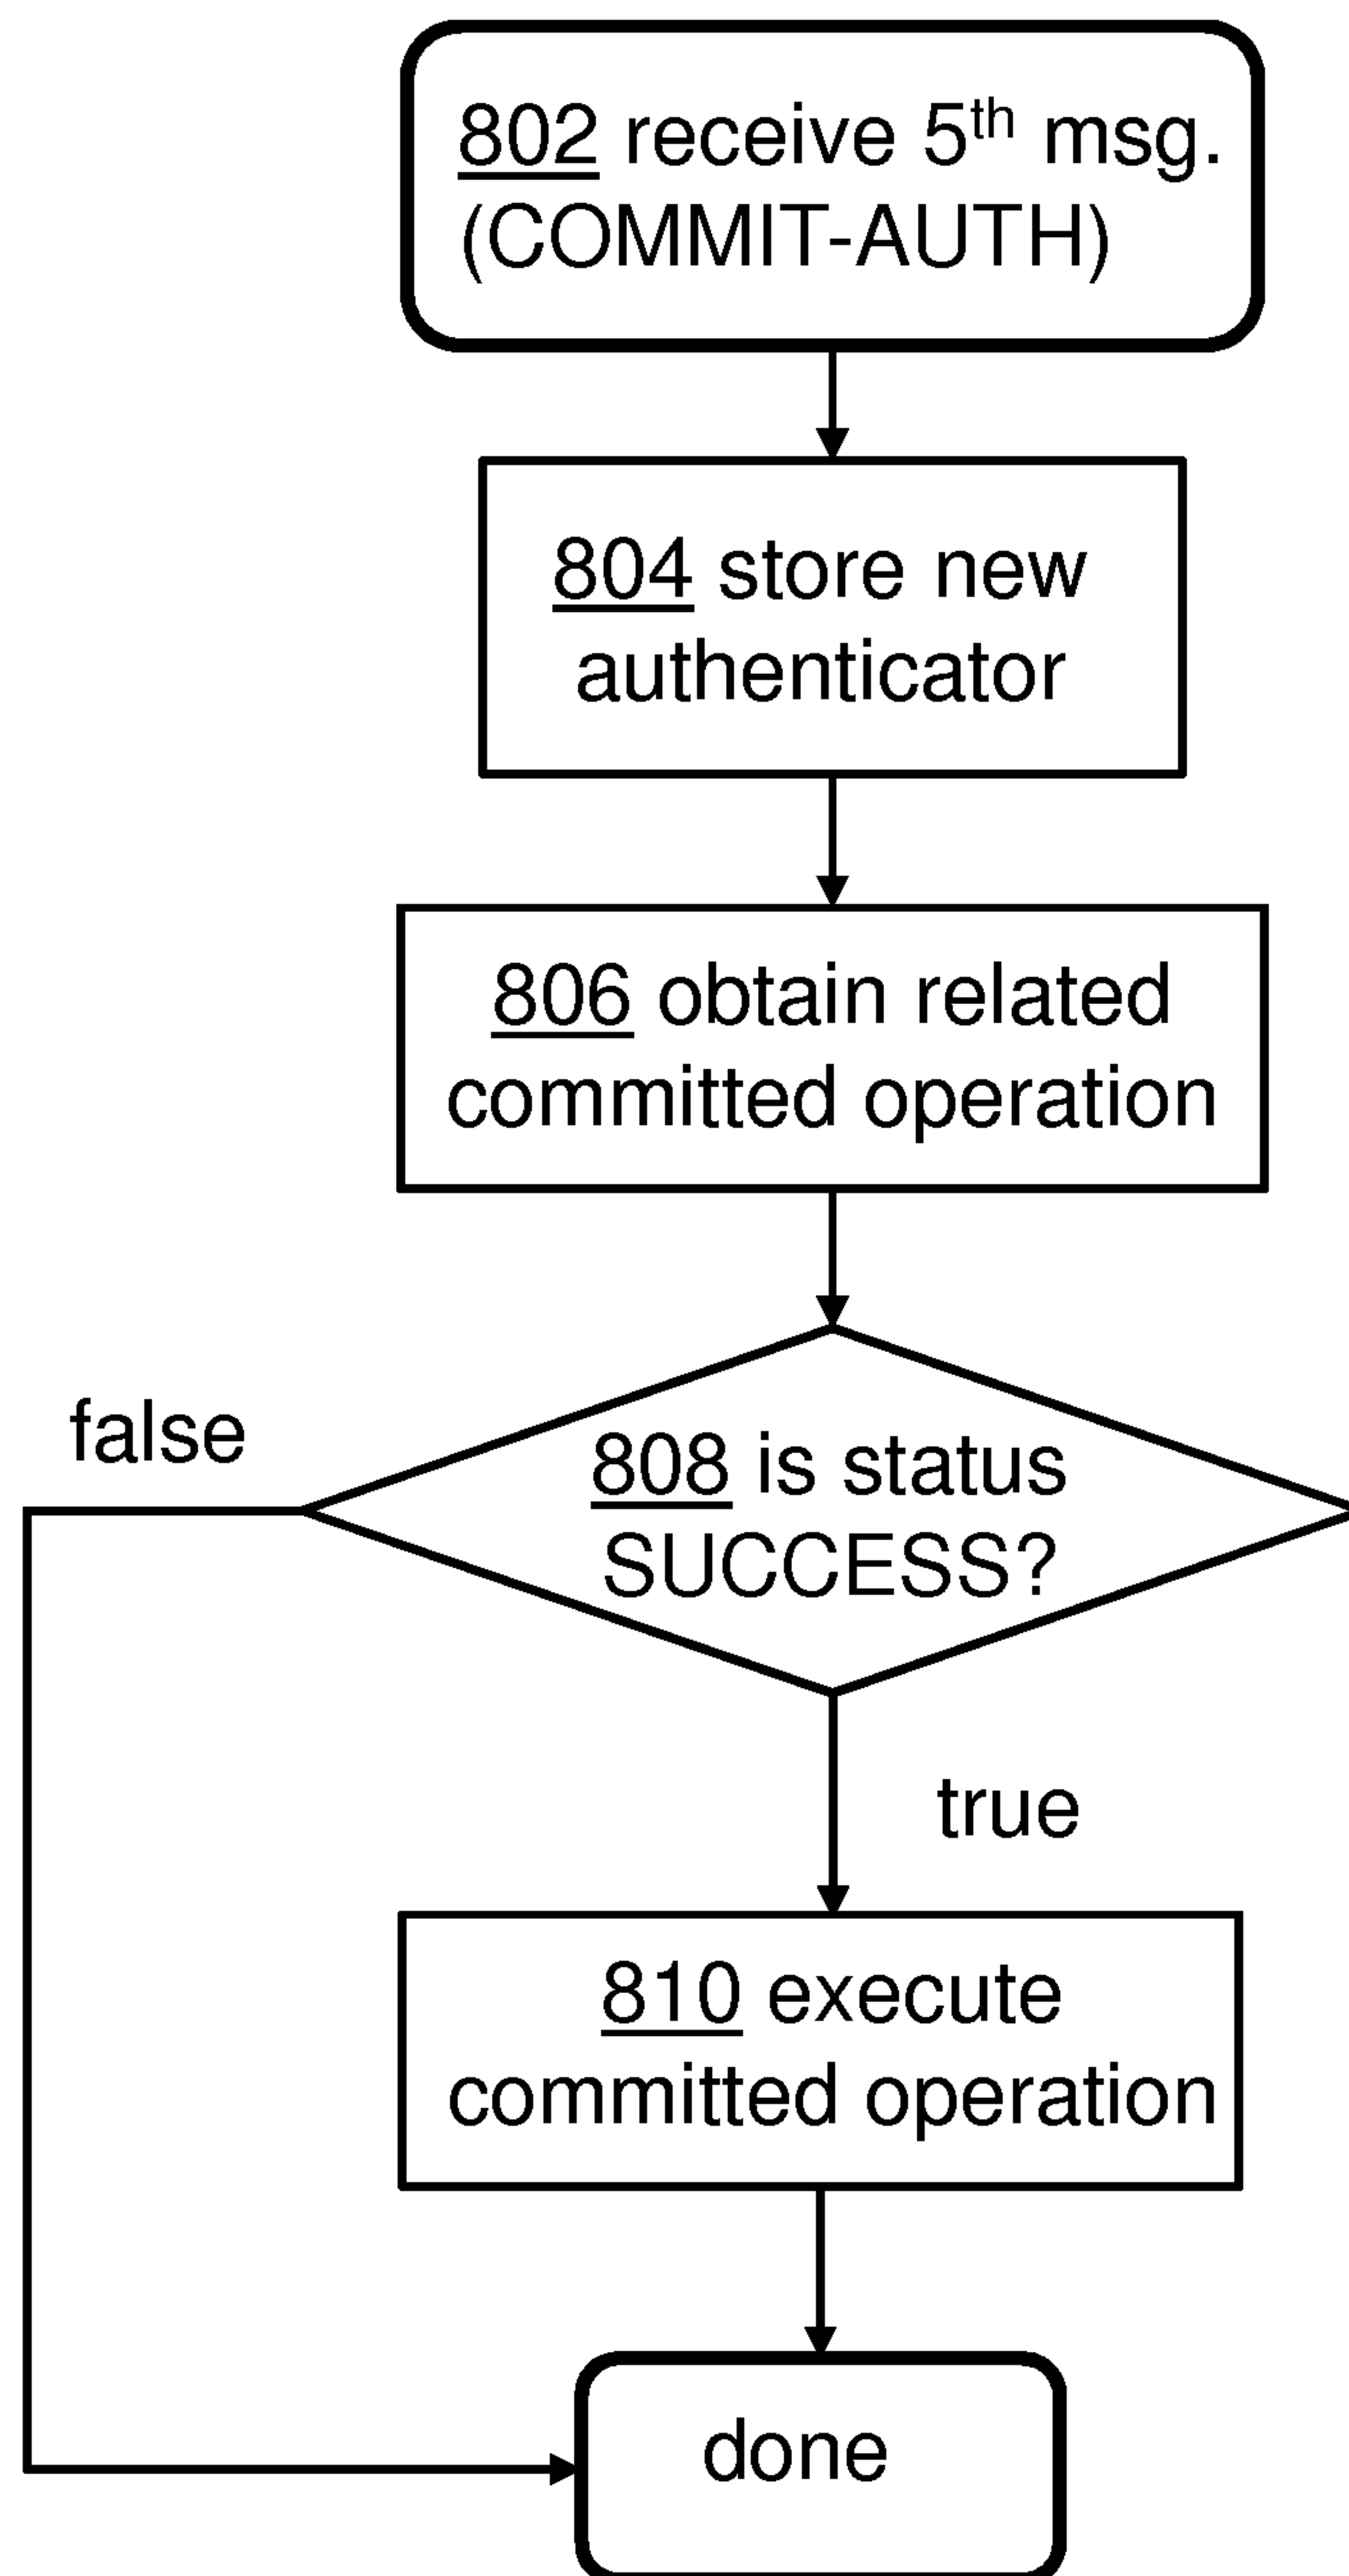 802 receive 5th msg.
(COMMIT-AUTH)
804 store new
authenticator
806 obtain related
committed operation
false
808 is status
SUCCESS?
true
810 execute
committed operation
done